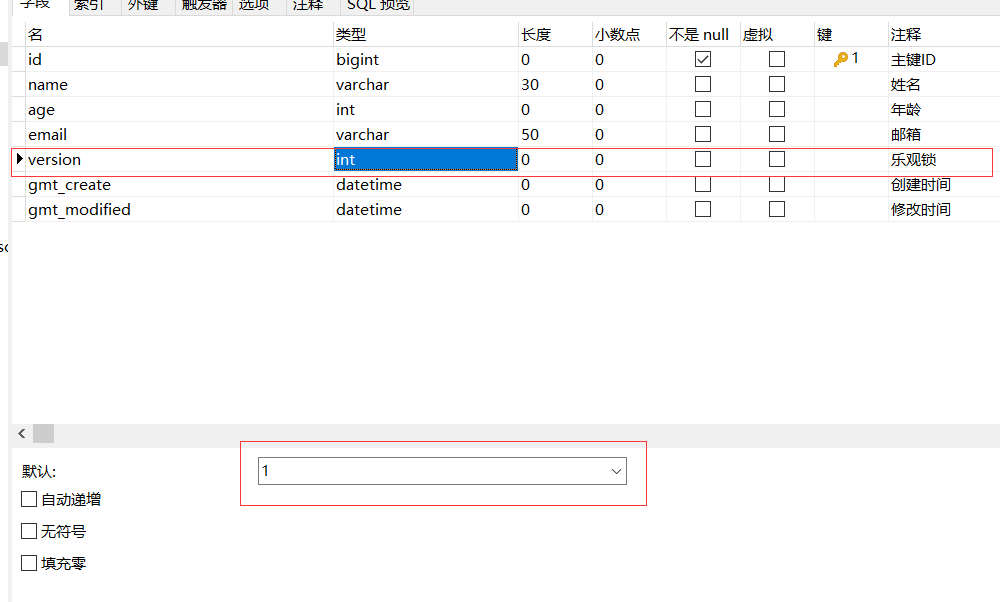 字段 索引 外键 触发器 选项 注释 SQL 预览
名 类型 长度 小数点 不是 null 虚拟 键 注释
id bigint 0 0 1 主键ID
name varchar 30 0 姓名
age int 0 0 年龄
email varchar 50 0 邮箱
version int 0 0 乐观锁
gmt_create datetime 0 0 创建时间
gmt_modified datetime 0 0 修改时间
默认: 1
自动递增
无符号
填充零